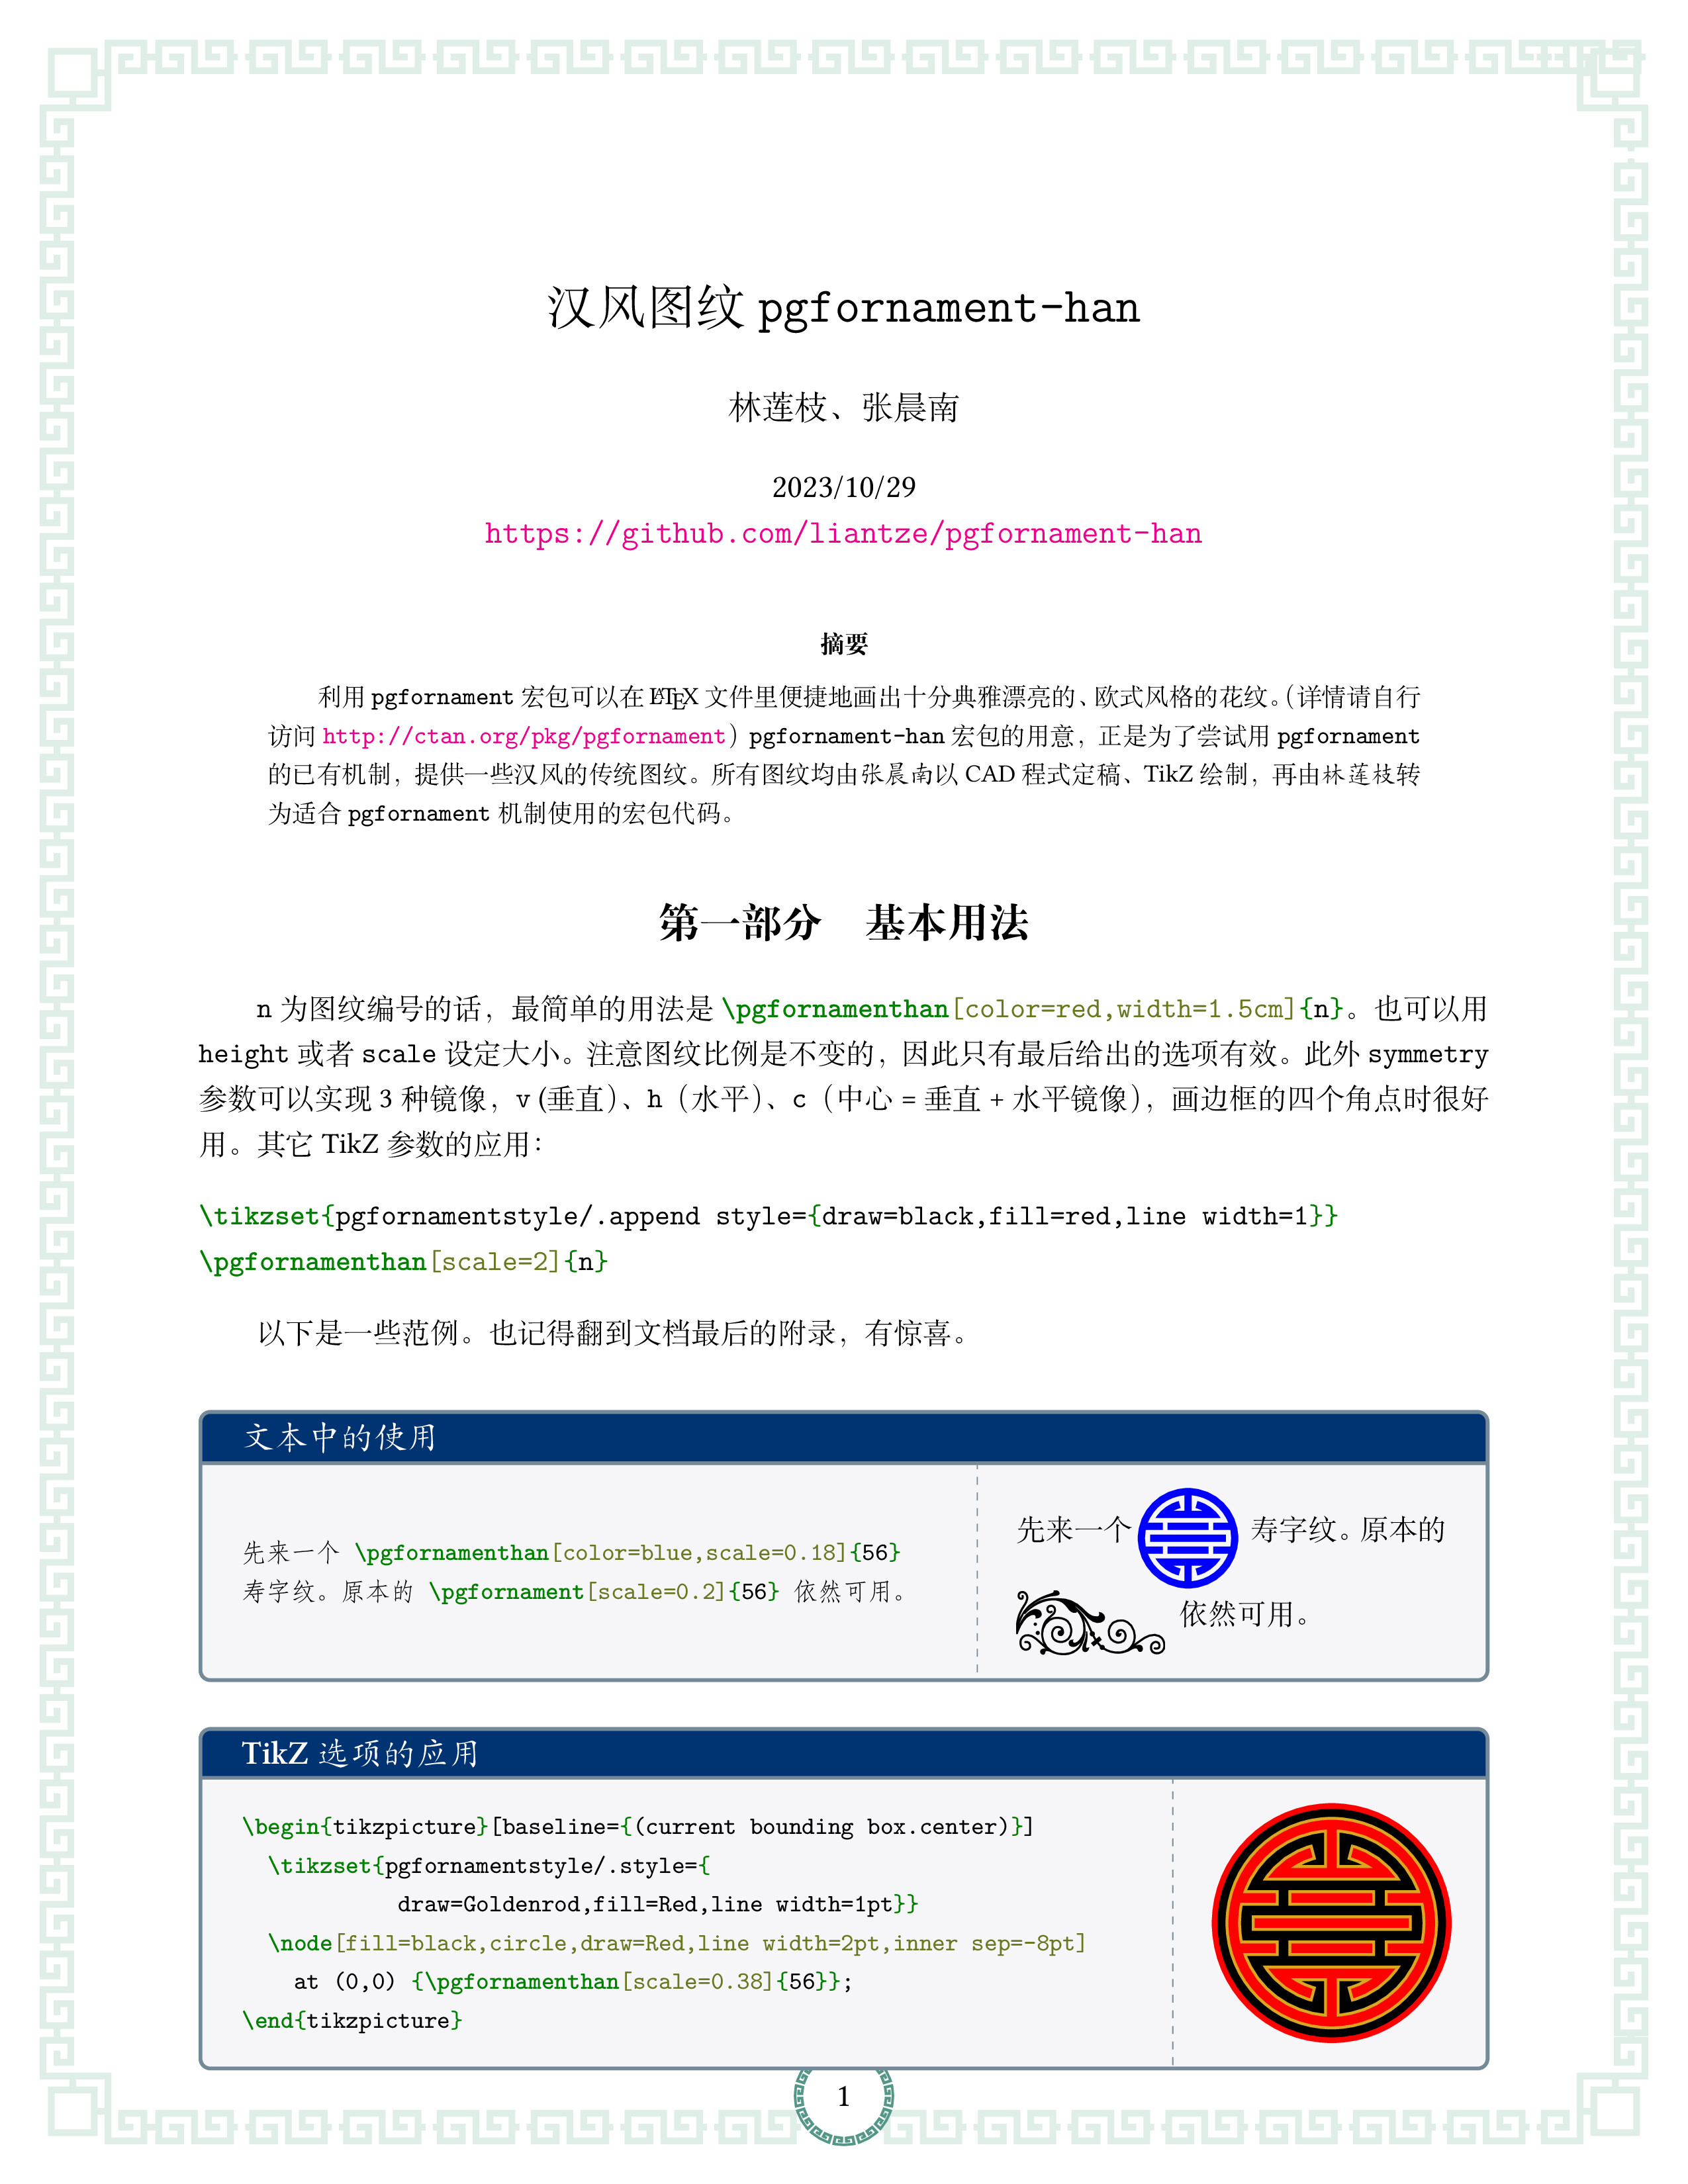 汉风图纹 pgfornament-han
林莲枝、张晨南
2023/10/29
https://github.com/liantze/pgfornament-han
摘要
利用 pgfornament 宏包可以在 LATEX 文件里便捷地画出十分典雅漂亮的、欧式风格的花纹。（详情请自行
访问 http://ctan.org/pkg/pgfornament）pgfornament-han 宏包的用意，正是为了尝试用 pgfornament
的已有机制，提供一些汉风的传统图纹。所有图纹均由张晨南以 CAD 程式定稿、TikZ 绘制，再由林莲枝转
为适合 pgfornament 机制使用的宏包代码。
第一部分　基本用法
n 为图纹编号的话，最简单的用法是 \pgfornamenthan[color=red,width=1.5cm]{n}。也可以用
height 或者 scale 设定大小。注意图纹比例是不变的，因此只有最后给出的选项有效。此外 symmetry
参数可以实现 3 种镜像，v (垂直）、h（水平）、c（中心 = 垂直 + 水平镜像），画边框的四个角点时很好
用。其它 TikZ 参数的应用：
\tikzset{pgfornamentstyle/.append style={draw=black,fill=red,line width=1}}
\pgfornamenthan[scale=2]{n}
以下是一些范例。也记得翻到文档最后的附录，有惊喜。
文本中的使用
先来一个 \pgfornamenthan[color=blue,scale=0.18]{56}
寿字纹。原本的 \pgfornament[scale=0.2]{56} 依然可用。
先来一个 寿字纹。原本的
依然可用。
TikZ 选项的应用
\begin{tikzpicture}[baseline={(current bounding box.center)}]
\tikzset{pgfornamentstyle/.style={
draw=Goldenrod,fill=Red,line width=1pt}}
\node[fill=black,circle,draw=Red,line width=2pt,inner sep=-8pt]
at (0,0) {\pgfornamenthan[scale=0.38]{56}};
\end{tikzpicture}
1